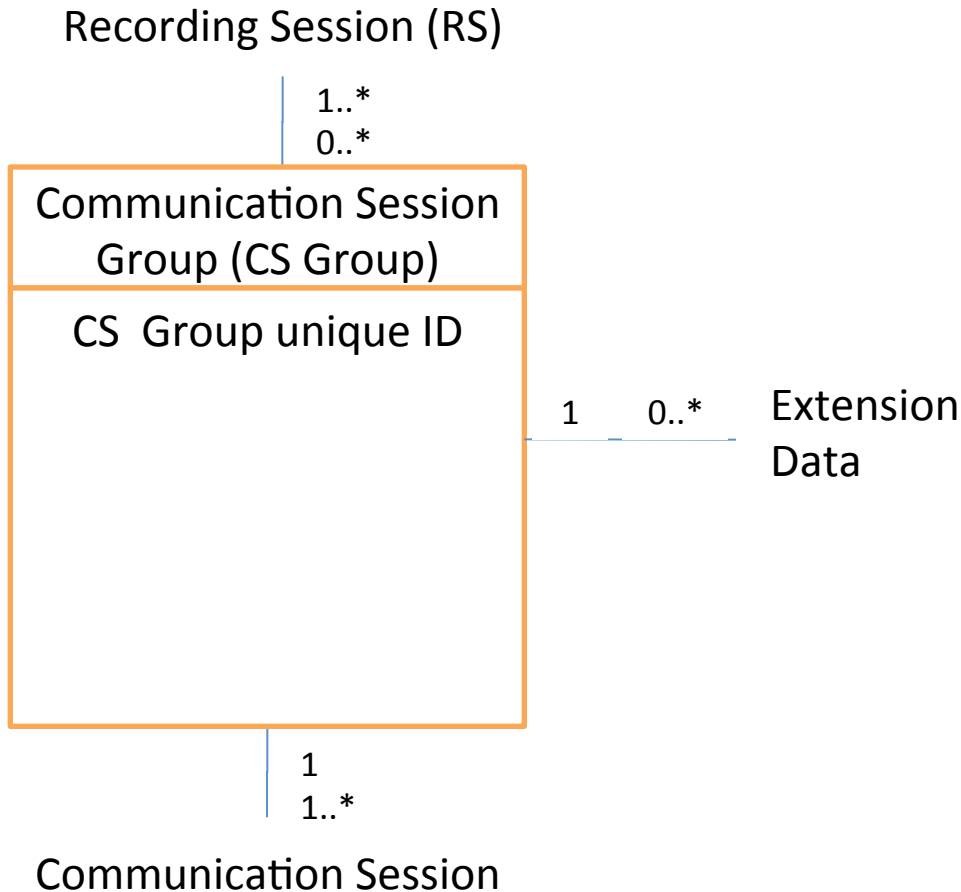 Recording Session (RS)
1..*
0..*
Communication Session
Group (CS Group)
CS Group unique ID
1 0..*
Extension
Data
1
1..*
Communication Session